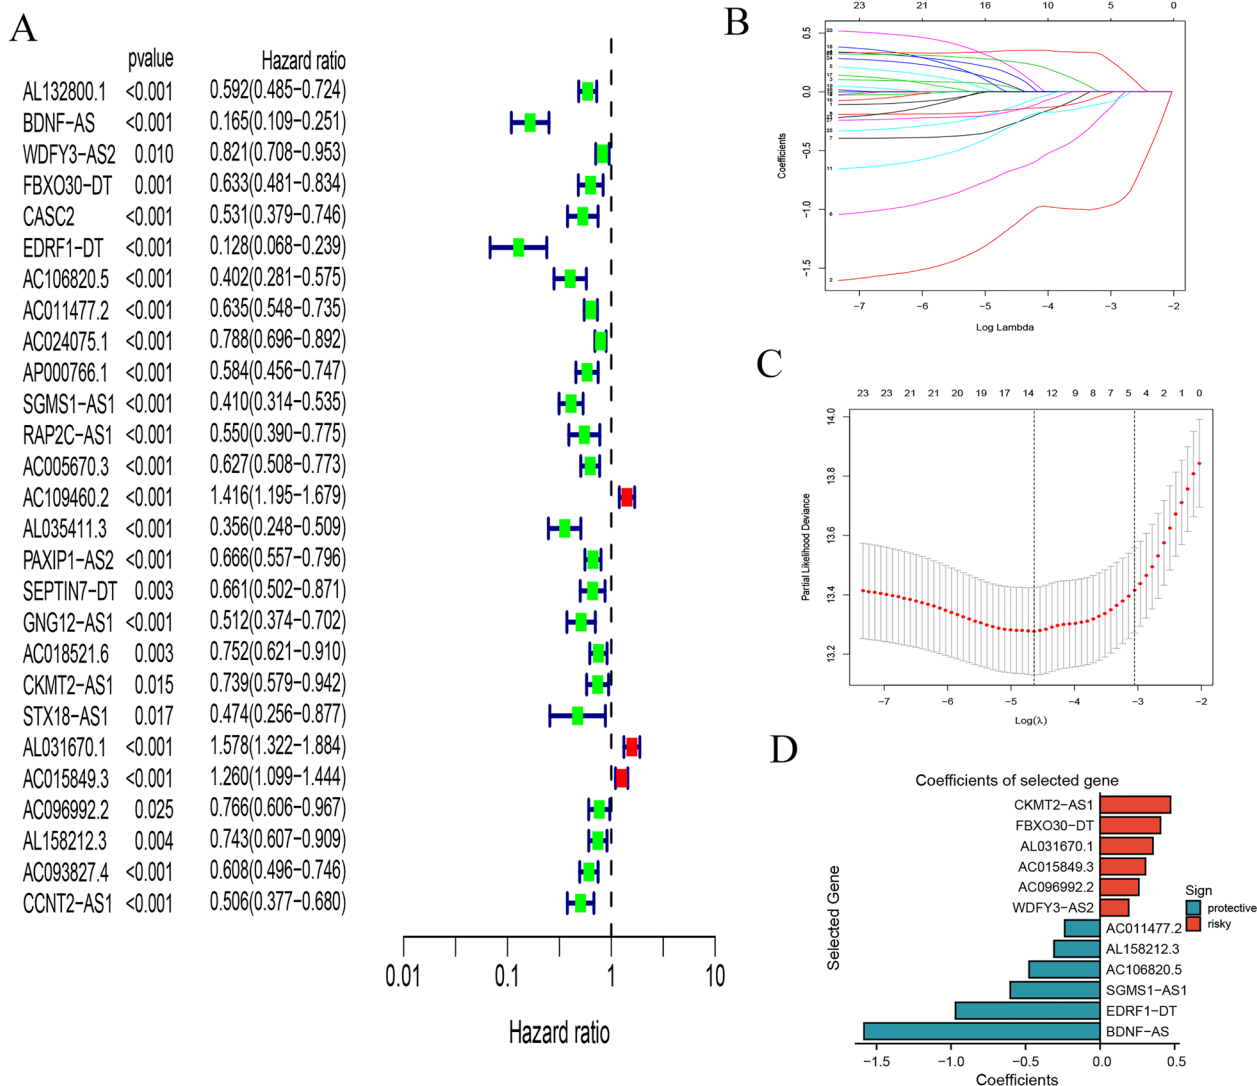 A
pvalue Hazard ratio
AL132800.1 <0.001 0.592(0.485−0.724)
BDNF−AS <0.001 0.165(0.109−0.251)
WDFY3−AS2 0.010 0.821(0.708−0.953)
FBXO30−DT 0.001 0.633(0.481−0.834)
CASC2 <0.001 0.531(0.379−0.746)
EDRF1−DT <0.001 0.128(0.068−0.239)
AC106820.5 <0.001 0.402(0.281−0.575)
AC011477.2 <0.001 0.635(0.548−0.735)
AC024075.1 <0.001 0.788(0.696−0.892)
AP000766.1 <0.001 0.584(0.456−0.747)
SGMS1−AS1 <0.001 0.410(0.314−0.535)
RAP2C−AS1 <0.001 0.550(0.390−0.775)
AC005670.3 <0.001 0.627(0.508−0.773)
AC109460.2 <0.001 1.416(1.195−1.679)
AL035411.3 <0.001 0.356(0.248−0.509)
PAXIP1−AS2 <0.001 0.666(0.557−0.796)
SEPTIN7−DT 0.003 0.661(0.502−0.871)
GNG12−AS1 <0.001 0.512(0.374−0.702)
AC018521.6 0.003 0.752(0.621−0.910)
CKMT2−AS1 0.015 0.739(0.579−0.942)
STX18−AS1 0.017 0.474(0.256−0.877)
AL031670.1 <0.001 1.578(1.322−1.884)
AC015849.3 <0.001 1.260(1.099−1.444)
AC096992.2 0.025 0.766(0.606−0.967)
AL158212.3 0.004 0.743(0.607−0.909)
AC093827.4 <0.001 0.608(0.496−0.746)
CCNT2−AS1 <0.001 0.506(0.377−0.680)
0.01 0.1 1 10
Hazard ratio
B
23 21 16 10 5 0
0.5
0.0
−0.5
−1.0
−1.5
Coefficients
11
6
2
−7 −6 −5 −4 −3 −2
Log Lambda
C
23 23 21 21 20 19 17 14 12 9 8 7 5 4 2 1 0
14.0
13.8
13.6
13.4
13.2
Partial Likelihood Deviance
−7 −6 −5 −4 −3 −2
Log(λ)
D
Coefficients of selected gene
Selected Gene
CKMT2−AS1
FBXO30−DT
AL031670.1
AC015849.3
AC096992.2
WDFY3−AS2
AC011477.2
AL158212.3
AC106820.5
SGMS1−AS1
EDRF1−DT
BDNF−AS
Sign
protective
risky
−1.5 −1.0 −0.5 0.0 0.5
Coefficients